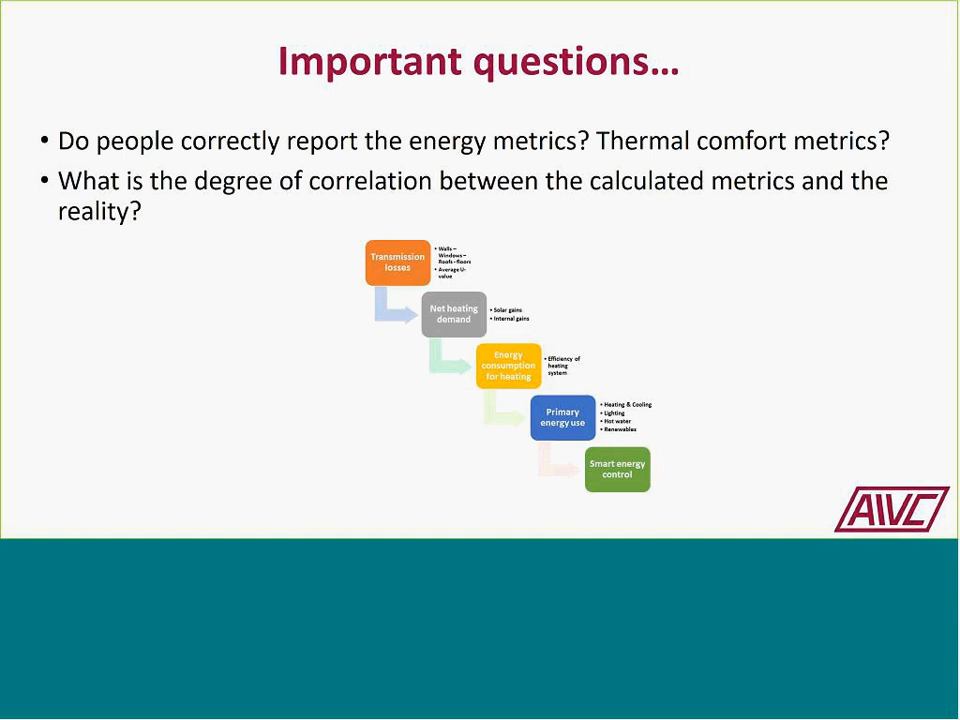 Important questions...
• Do people correctly report the energy metrics? Thermal comfort metrics?
• What is the degree of correlation between the calculated metrics and the
reality?
Transmission
losses
• Walls –
Windows –
Roofs - floors
• Average U-
value
Net heating
demand
• Solar gains
• Internal gains
Energy
consumption
for heating
• Efficiency of
heating
system
Primary
energy use
• Heating & Cooling
• Lighting
• Hot water
• Renewables
Smart energy
control
AIVC